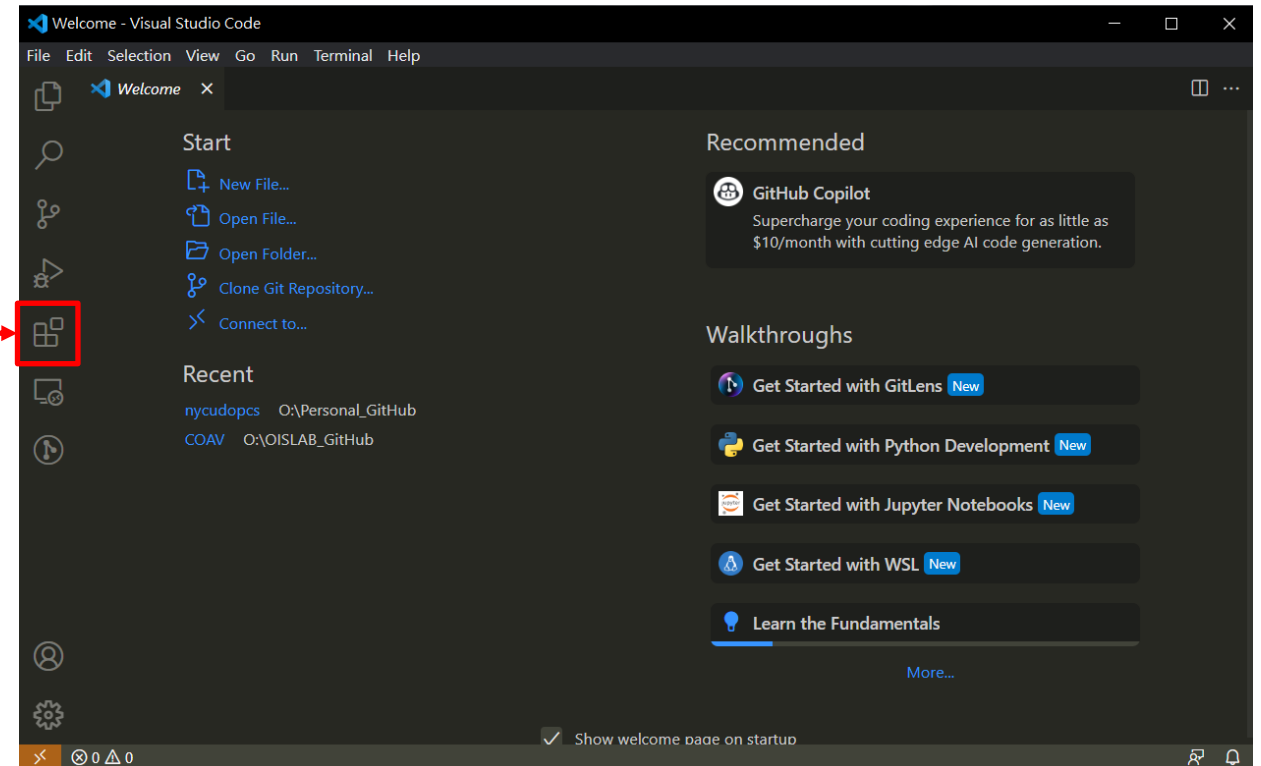 Welcome - Visual Studio Code
File Edit Selection View Go Run Terminal Help
Welcome
Start
New File...
Open File...
Open Folder...
Clone Git Repository...
Connect to...
Recent
nycudopcs O:\Personal_GitHub
COAV O:\OISLAB_GitHub
Recommended
GitHub Copilot
Supercharge your coding experience for as little as
$10/month with cutting edge AI code generation.
Walkthroughs
Get Started with GitLens New
Get Started with Python Development New
Get Started with Jupyter Notebooks New
Get Started with WSL New
Learn the Fundamentals
More...
Show welcome page on startup
0 0